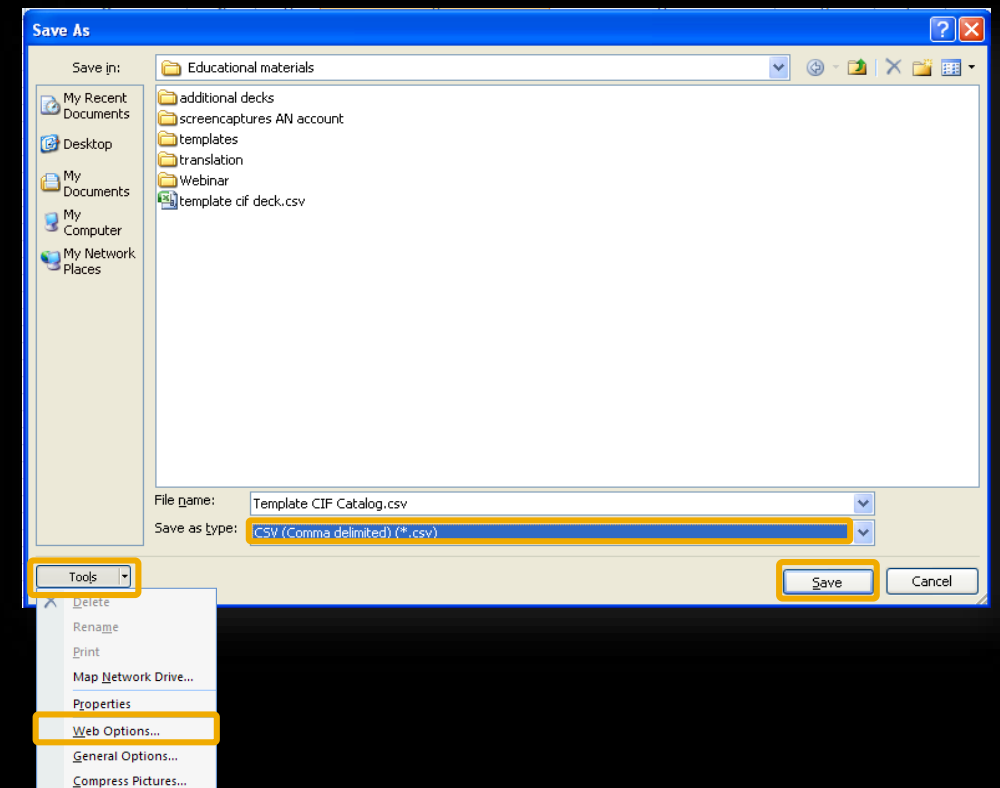 Save As
Save in:
Educational materials
My Recent
Documents
Desktop
My
Documents
My
Computer
My Network
Places
additional decks
screencaptures AN account
templates
translation
Webinar
template cif deck.csv
File name:
Template CIF Catalog.csv
Save as type:
CSV (Comma delimited) (*.csv)
Tools
Save
Cancel
Delete
Rename
Print
Map Network Drive...
Properties
Web Options...
General Options...
Compress Pictures...